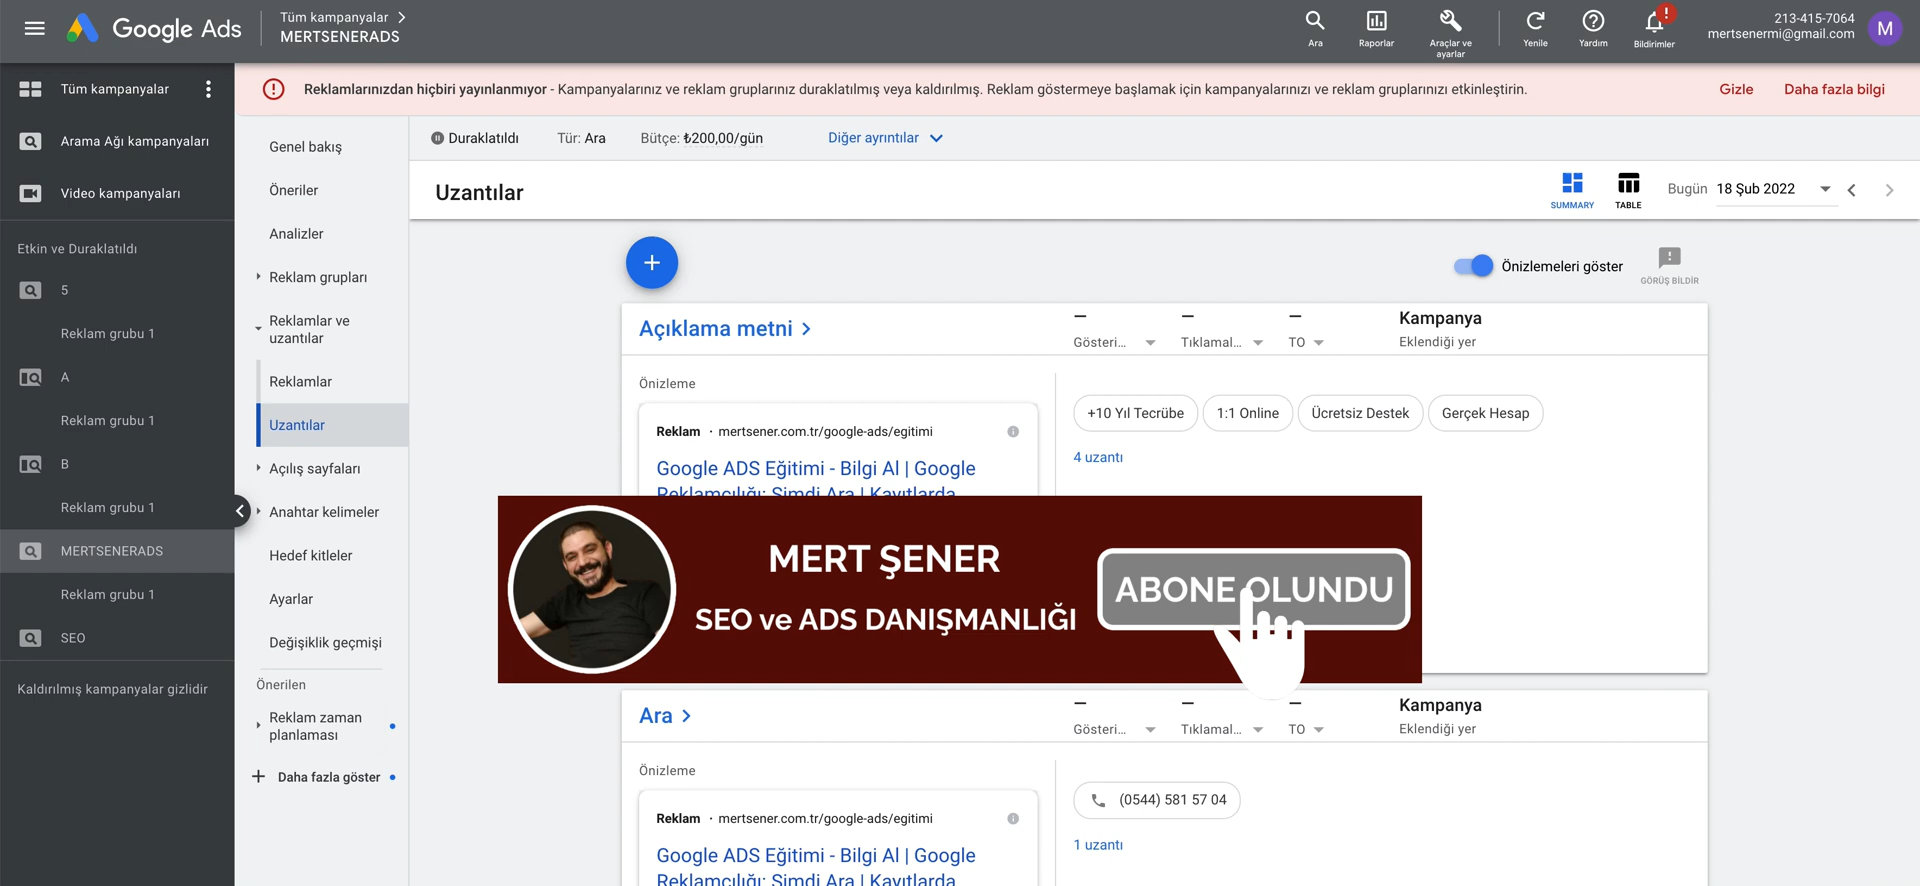 Google Ads
Tüm kampanyalar
MERTSENERADS
Ara
Raporlar
Araçlar ve
ayarlar
Yenile
Yardım
Bildirimler
213-415-7064
mertsenermi@gmail.com
M
Tüm kampanyalar
Arama Ağı kampanyaları
Video kampanyaları
Etkin ve Duraklatıldı
5
Reklam grubu 1
A
Reklam grubu 1
B
Reklam grubu 1
MERTSENERADS
Reklam grubu 1
SEO
Kaldırılmış kampanyalar gizlidir
Reklamlarınızdan hiçbiri yayınlanmıyor - Kampanyalarınız ve reklam gruplarınız duraklatılmış veya kaldırılmış. Reklam göstermeye başlamak için kampanyalarınızı ve reklam gruplarınızı etkinleştirin.
Gizle
Daha fazla bilgi
Genel bakış
Öneriler
Analizler
Reklam grupları
Reklamlar ve
uzantılar
Reklamlar
Uzantılar
Açılış sayfaları
Anahtar kelimeler
Hedef kitleler
Ayarlar
Değişiklik geçmişi
Önerilen
Reklam zaman
planlaması
Daha fazla göster
Duraklatıldı
Tür: Ara
Bütçe: ₺200,00/gün
Diğer ayrıntılar
Uzantılar
SUMMARY
TABLE
Bugün
18 Şub 2022
Önizlemeleri göster
GÖRÜŞ BİLDİR
Açıklama metni
Gösteri...
Tıklamal...
TO
Kampanya
Eklendiği yer
Önizleme
Reklam · mertsener.com.tr/google-ads/egitimi
Google ADS Eğitimi - Bilgi Al | Google
Reklamcılığı: Şimdi Ara | Kayıtlarda
+10 Yıl Tecrübe
1:1 Online
Ücretsiz Destek
Gerçek Hesap
4 uzantı
MERT ŞENER
SEO ve ADS DANIŞMANLIĞI
ABONE OLUNDU
Ara
Gösteri...
Tıklamal...
TO
Kampanya
Eklendiği yer
Önizleme
Reklam · mertsener.com.tr/google-ads/egitimi
Google ADS Eğitimi - Bilgi Al | Google
Reklamcılığı: Şimdi Ara | Kayıtlarda
(0544) 581 57 04
1 uzantı